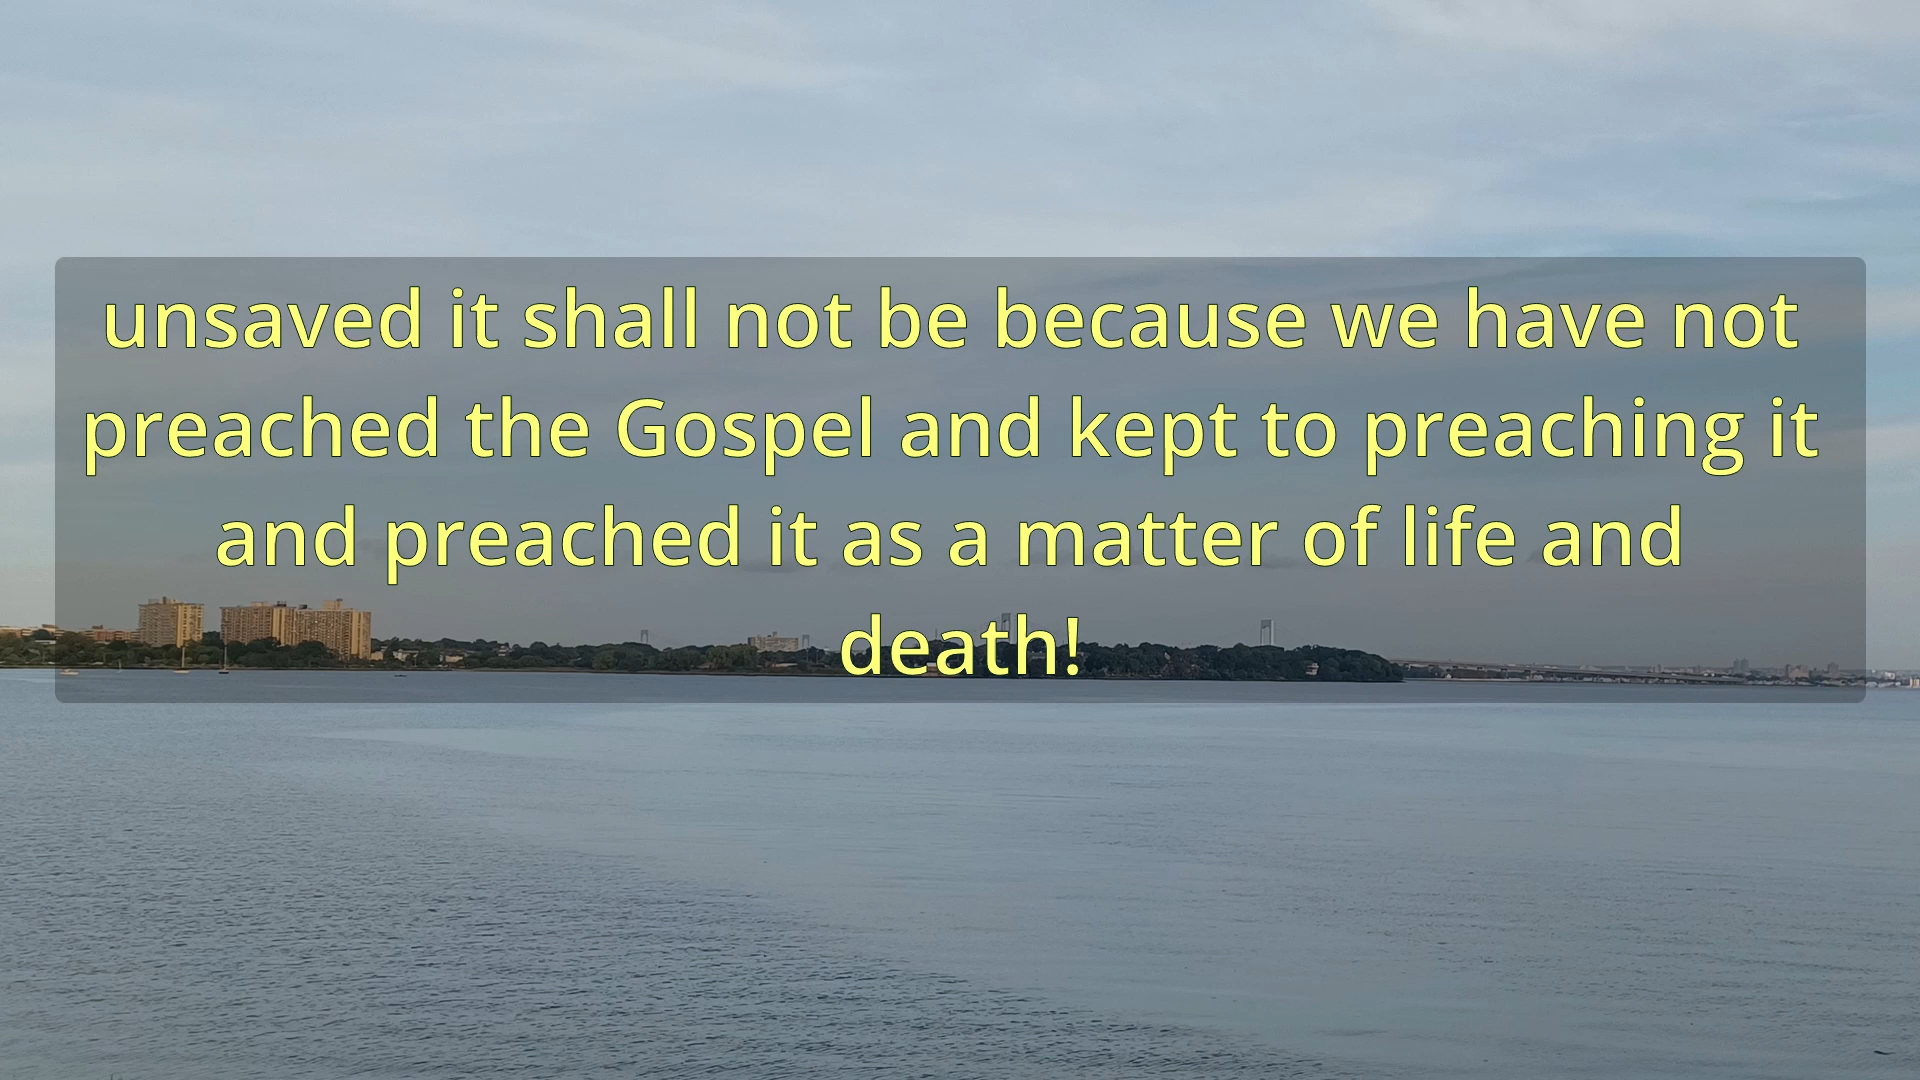 unsaved it shall not be because we have not
preached the Gospel and kept to preaching it
and preached it as a matter of life and
death!